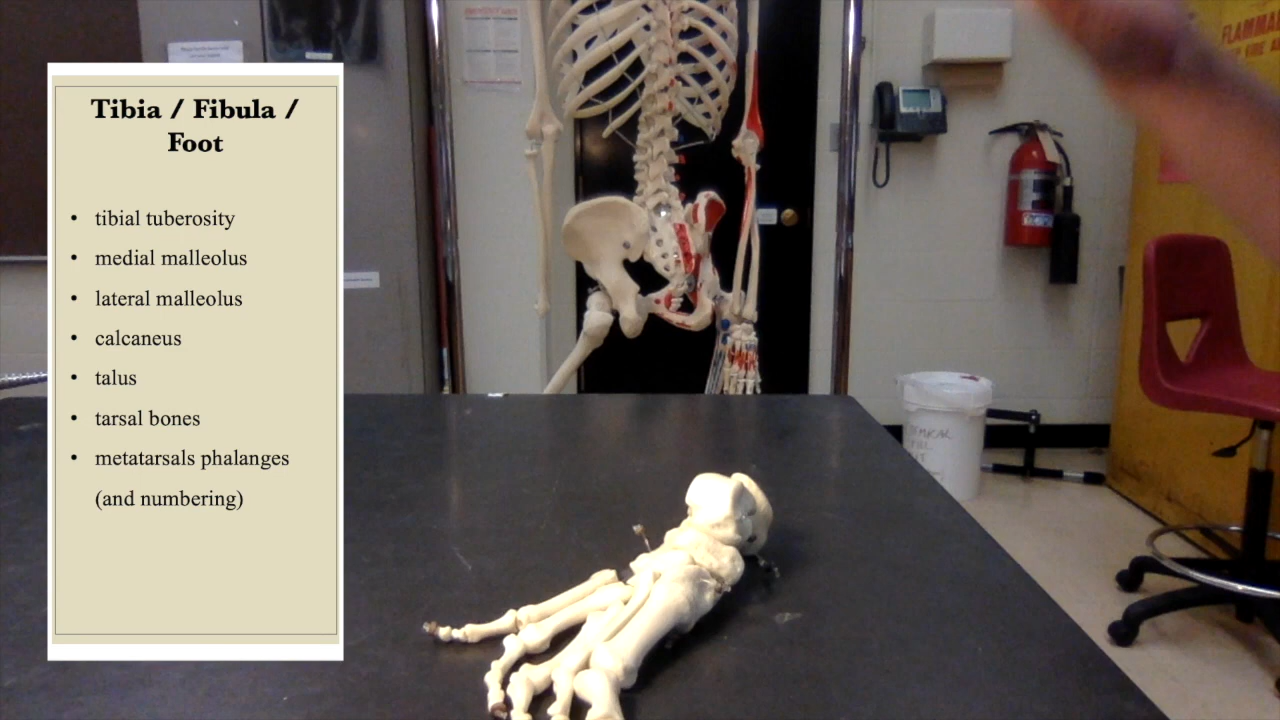 Tibia / Fibula /
Foot
• tibial tuberosity
• medial malleolus
• lateral malleolus
• calcaneus
• talus
• tarsal bones
• metatarsals phalanges
(and numbering)
FLAMMA